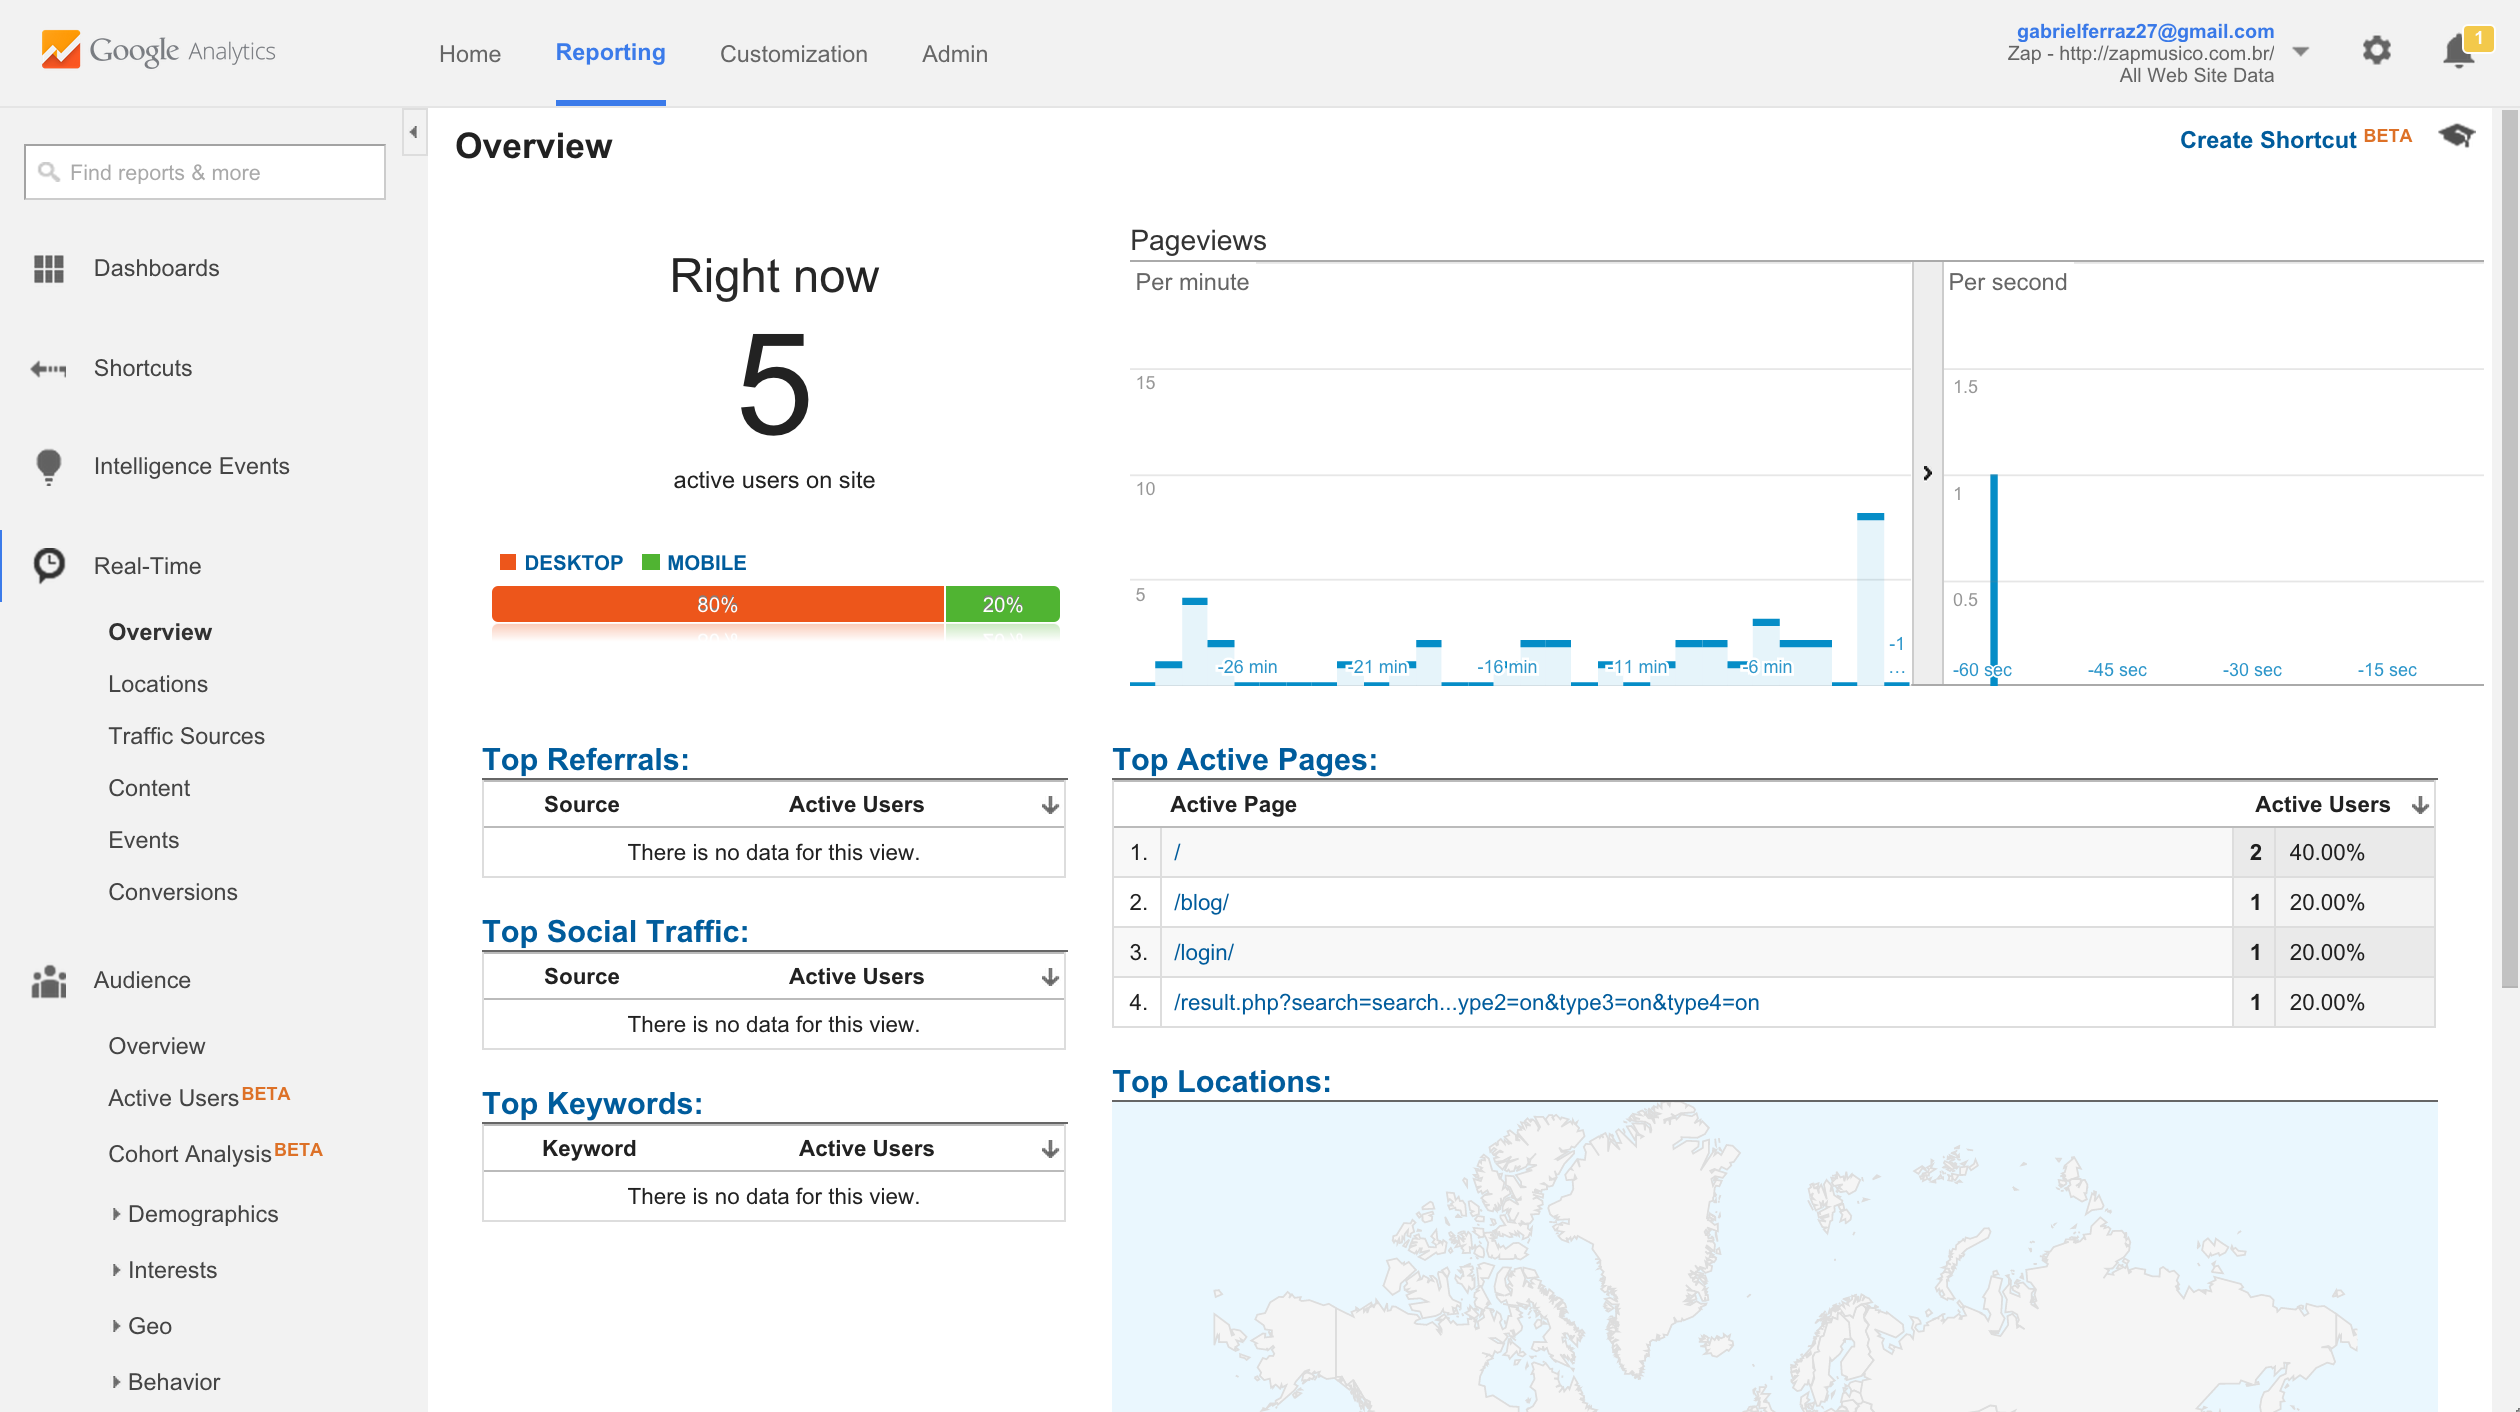 Google Analytics
Home
Reporting
Customization
Admin
gabrielferraz27@gmail.com
Zap - http://zapmusico.com.br/
All Web Site Data
1
Find reports & more
Dashboards
Shortcuts
Intelligence Events
Real-Time
Overview
Locations
Traffic Sources
Content
Events
Conversions
Audience
Overview
Active Users BETA
Cohort Analysis BETA
Demographics
Interests
Geo
Behavior
Overview
Create Shortcut BETA
Right now
5
active users on site
DESKTOP MOBILE
80% 20%
Pageviews
Per minute
15
10
5
-26 min -21 min -16 min -11 min -6 min -1
...
Per second
1.5
1
0.5
-60 sec -45 sec -30 sec -15 sec
Top Referrals:
Source Active Users
There is no data for this view.
Top Social Traffic:
Source Active Users
There is no data for this view.
Top Keywords:
Keyword Active Users
There is no data for this view.
Top Active Pages:
Active Page Active Users
1. / 2 40.00%
2. /blog/ 1 20.00%
3. /login/ 1 20.00%
4. /result.php?search=search...ype2=on&type3=on&type4=on 1 20.00%
Top Locations: